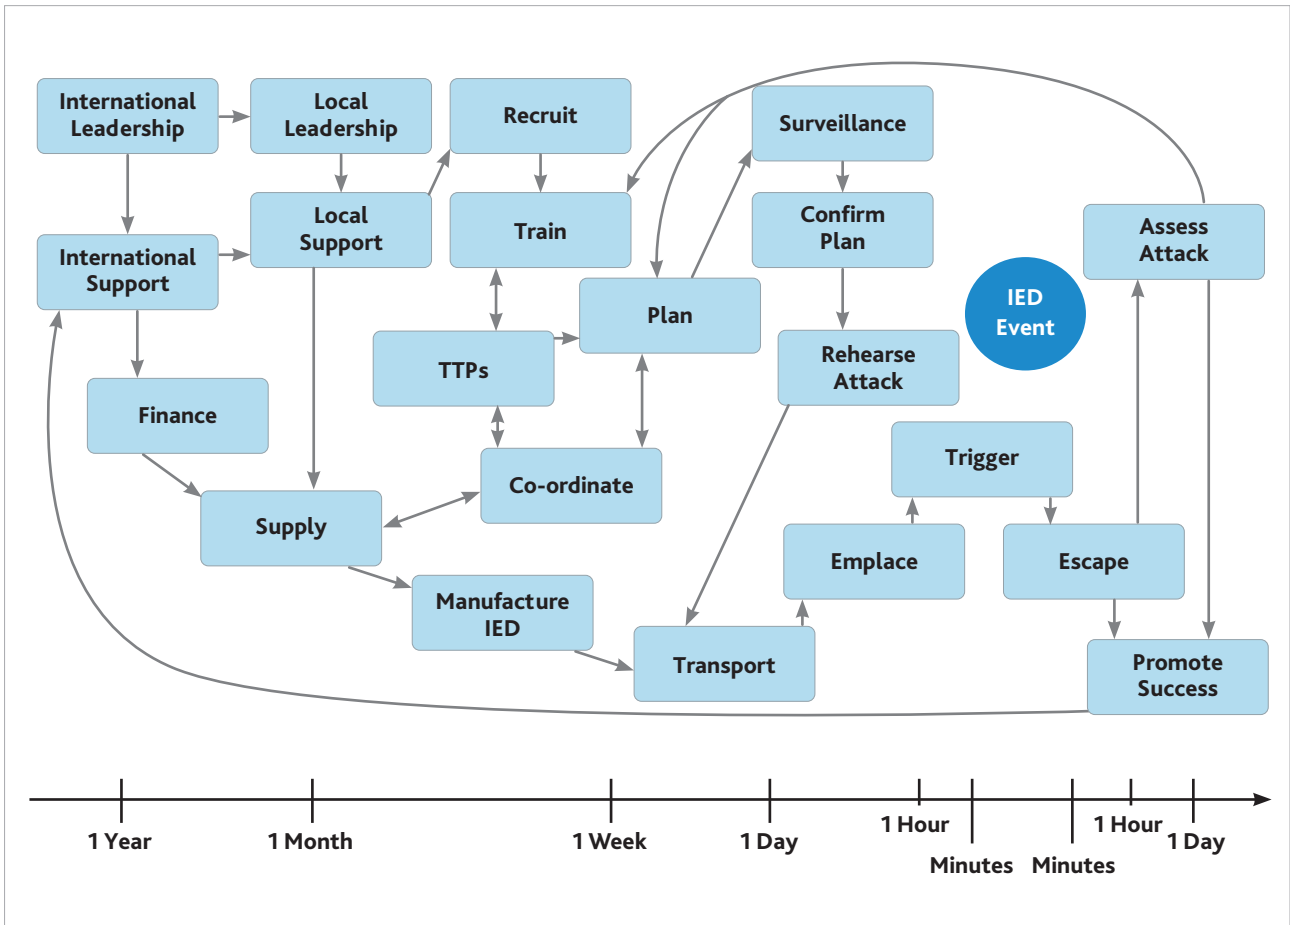 International
Leadership
Local
Leadership
Recruit
Surveillance
International
Support
Local
Support
Train
Confirm
Plan
Assess
Attack
Plan
IED
Event
TTPs
Rehearse
Attack
Finance
Co-ordinate
Trigger
Supply
Emplace
Escape
Manufacture
IED
Transport
Promote
Success
1 Year
1 Month
1 Week
1 Day
1 Hour
Minutes
Minutes
1 Hour
1 Day